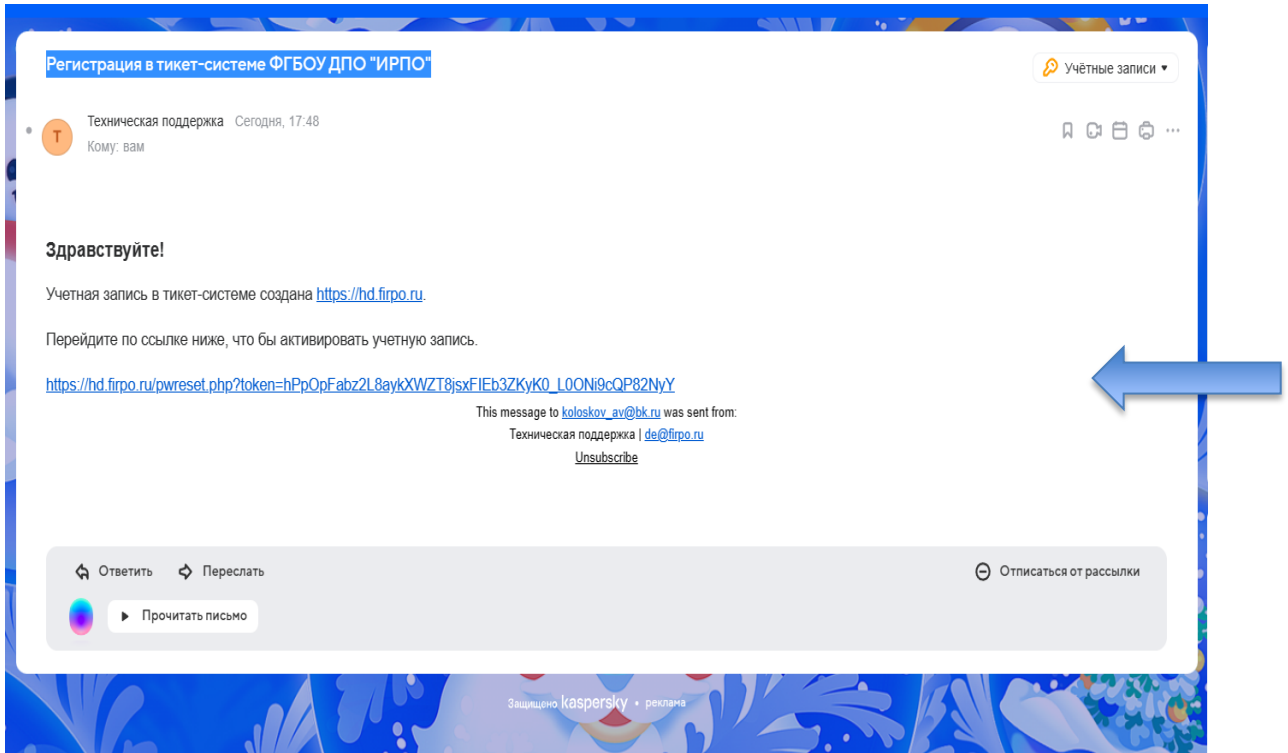 Регистрация в тикет-системе ФГБОУ ДПО "ИРПО"
Учётные записи
Т
Техническая поддержка Сегодня, 17:48
Кому: вам
Здравствуйте!
Учетная запись в тикет-системе создана https://hd.firpo.ru.
Перейдите по ссылке ниже, что бы активировать учетную запись.
https://hd.firpo.ru/pwreset.php?token=hPpOpFabz2L8aykXWZT8jsxFIEb3ZKyK0_L0ONi9cQP82NyY
This message to koloskov_av@bk.ru was sent from:
Техническая поддержка | de@firpo.ru
Unsubscribe
Ответить Переслать Отписаться от рассылки
Прочитать письмо
Защищено kaspersky • реклама